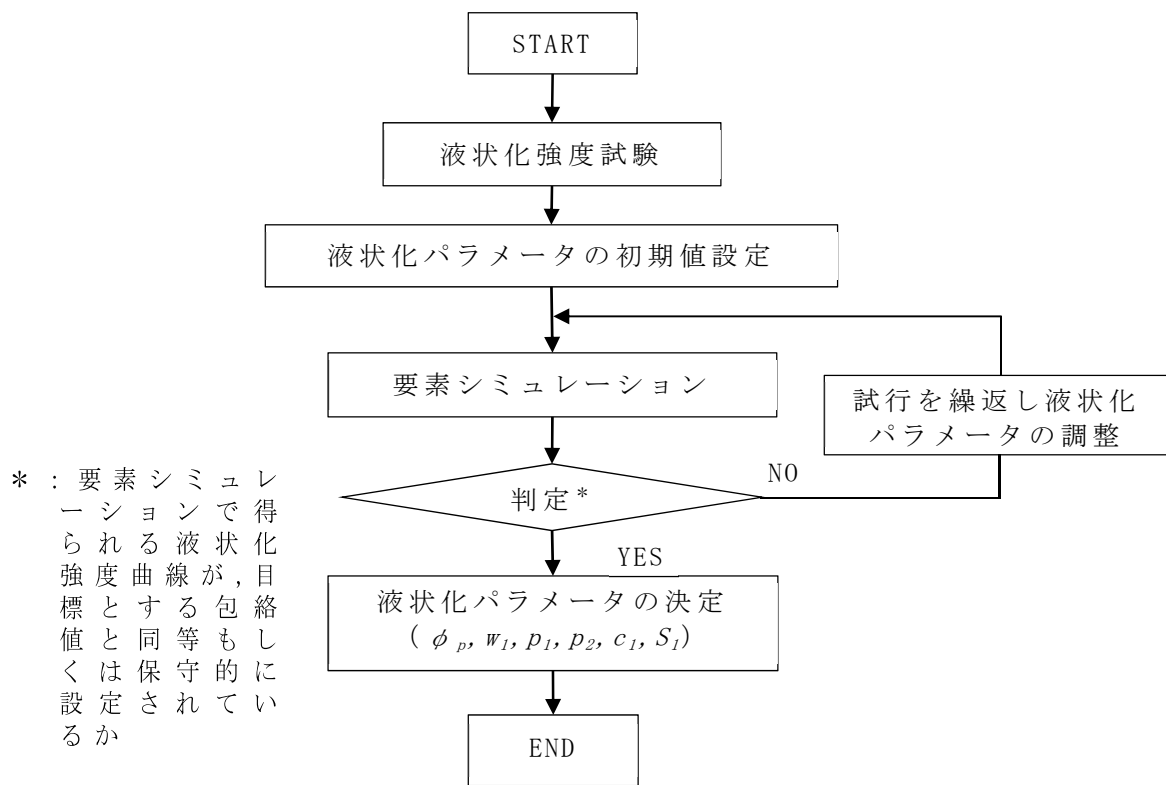 START
液状化強度試験
液状化パラメータの初期値設定
要素シミュレーション
試行を繰返し液状化
パラメータの調整
判定*
NO
YES
液状化パラメータの決定
(φp, w1, p1, p2, c1, S1)
END
*:要素シミュレ
ーションで得
られる液状化
強度曲線が,目
標とする包絡
値と同等もし
くは保守的に
設定されてい
るか